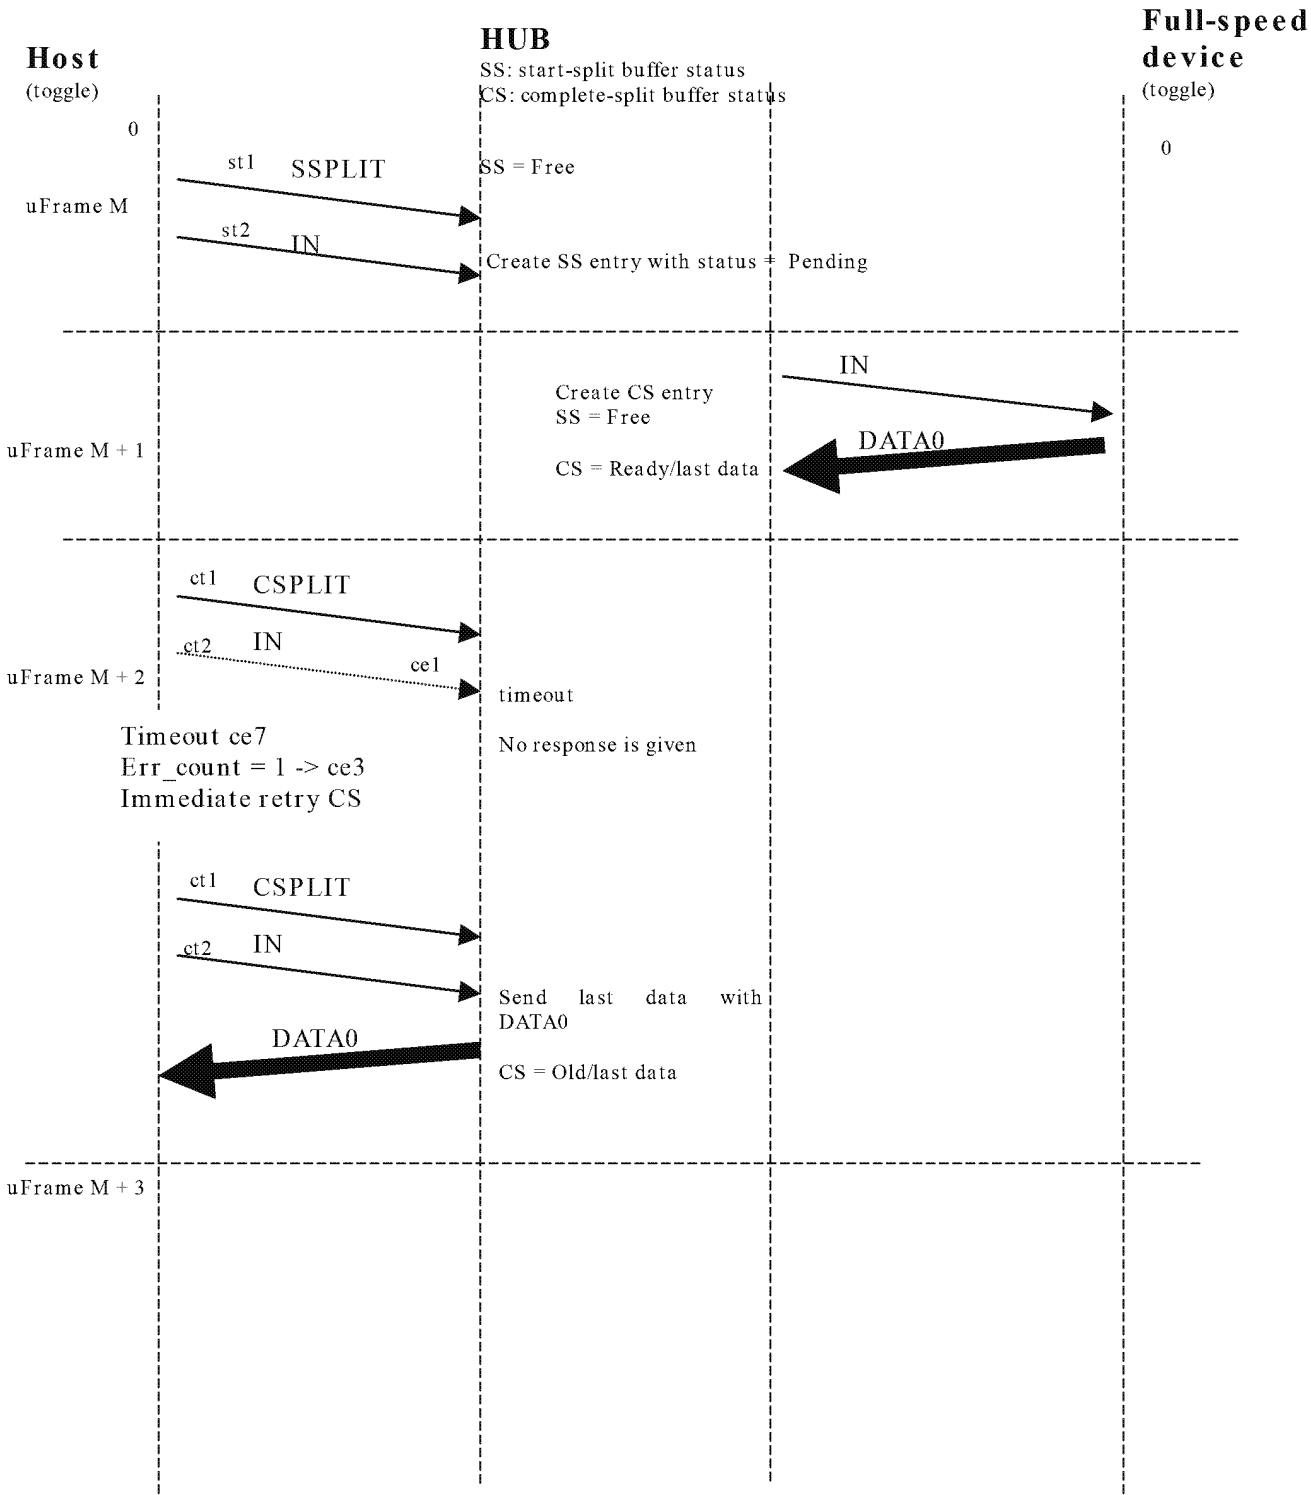 Full-speed
device
(toggle)
HUB
SS: start-split buffer status
CS: complete-split buffer status
Host
(toggle)
0
0
st1 SSPLIT
SS = Free
uFrame M
st2 IN
Create SS entry with status = Pending
IN
Create CS entry
SS = Free
DATA0
uFrame M + 1
CS = Ready/last data
ct1 CSPLIT
ct2 IN
ce1
uFrame M + 2
timeout
Timeout ce7
No response is given
Err_count = 1 -> ce3
Immediate retry CS
ct1 CSPLIT
ct2 IN
Send last data with
DATA0
DATA0
CS = Old/last data
uFrame M + 3